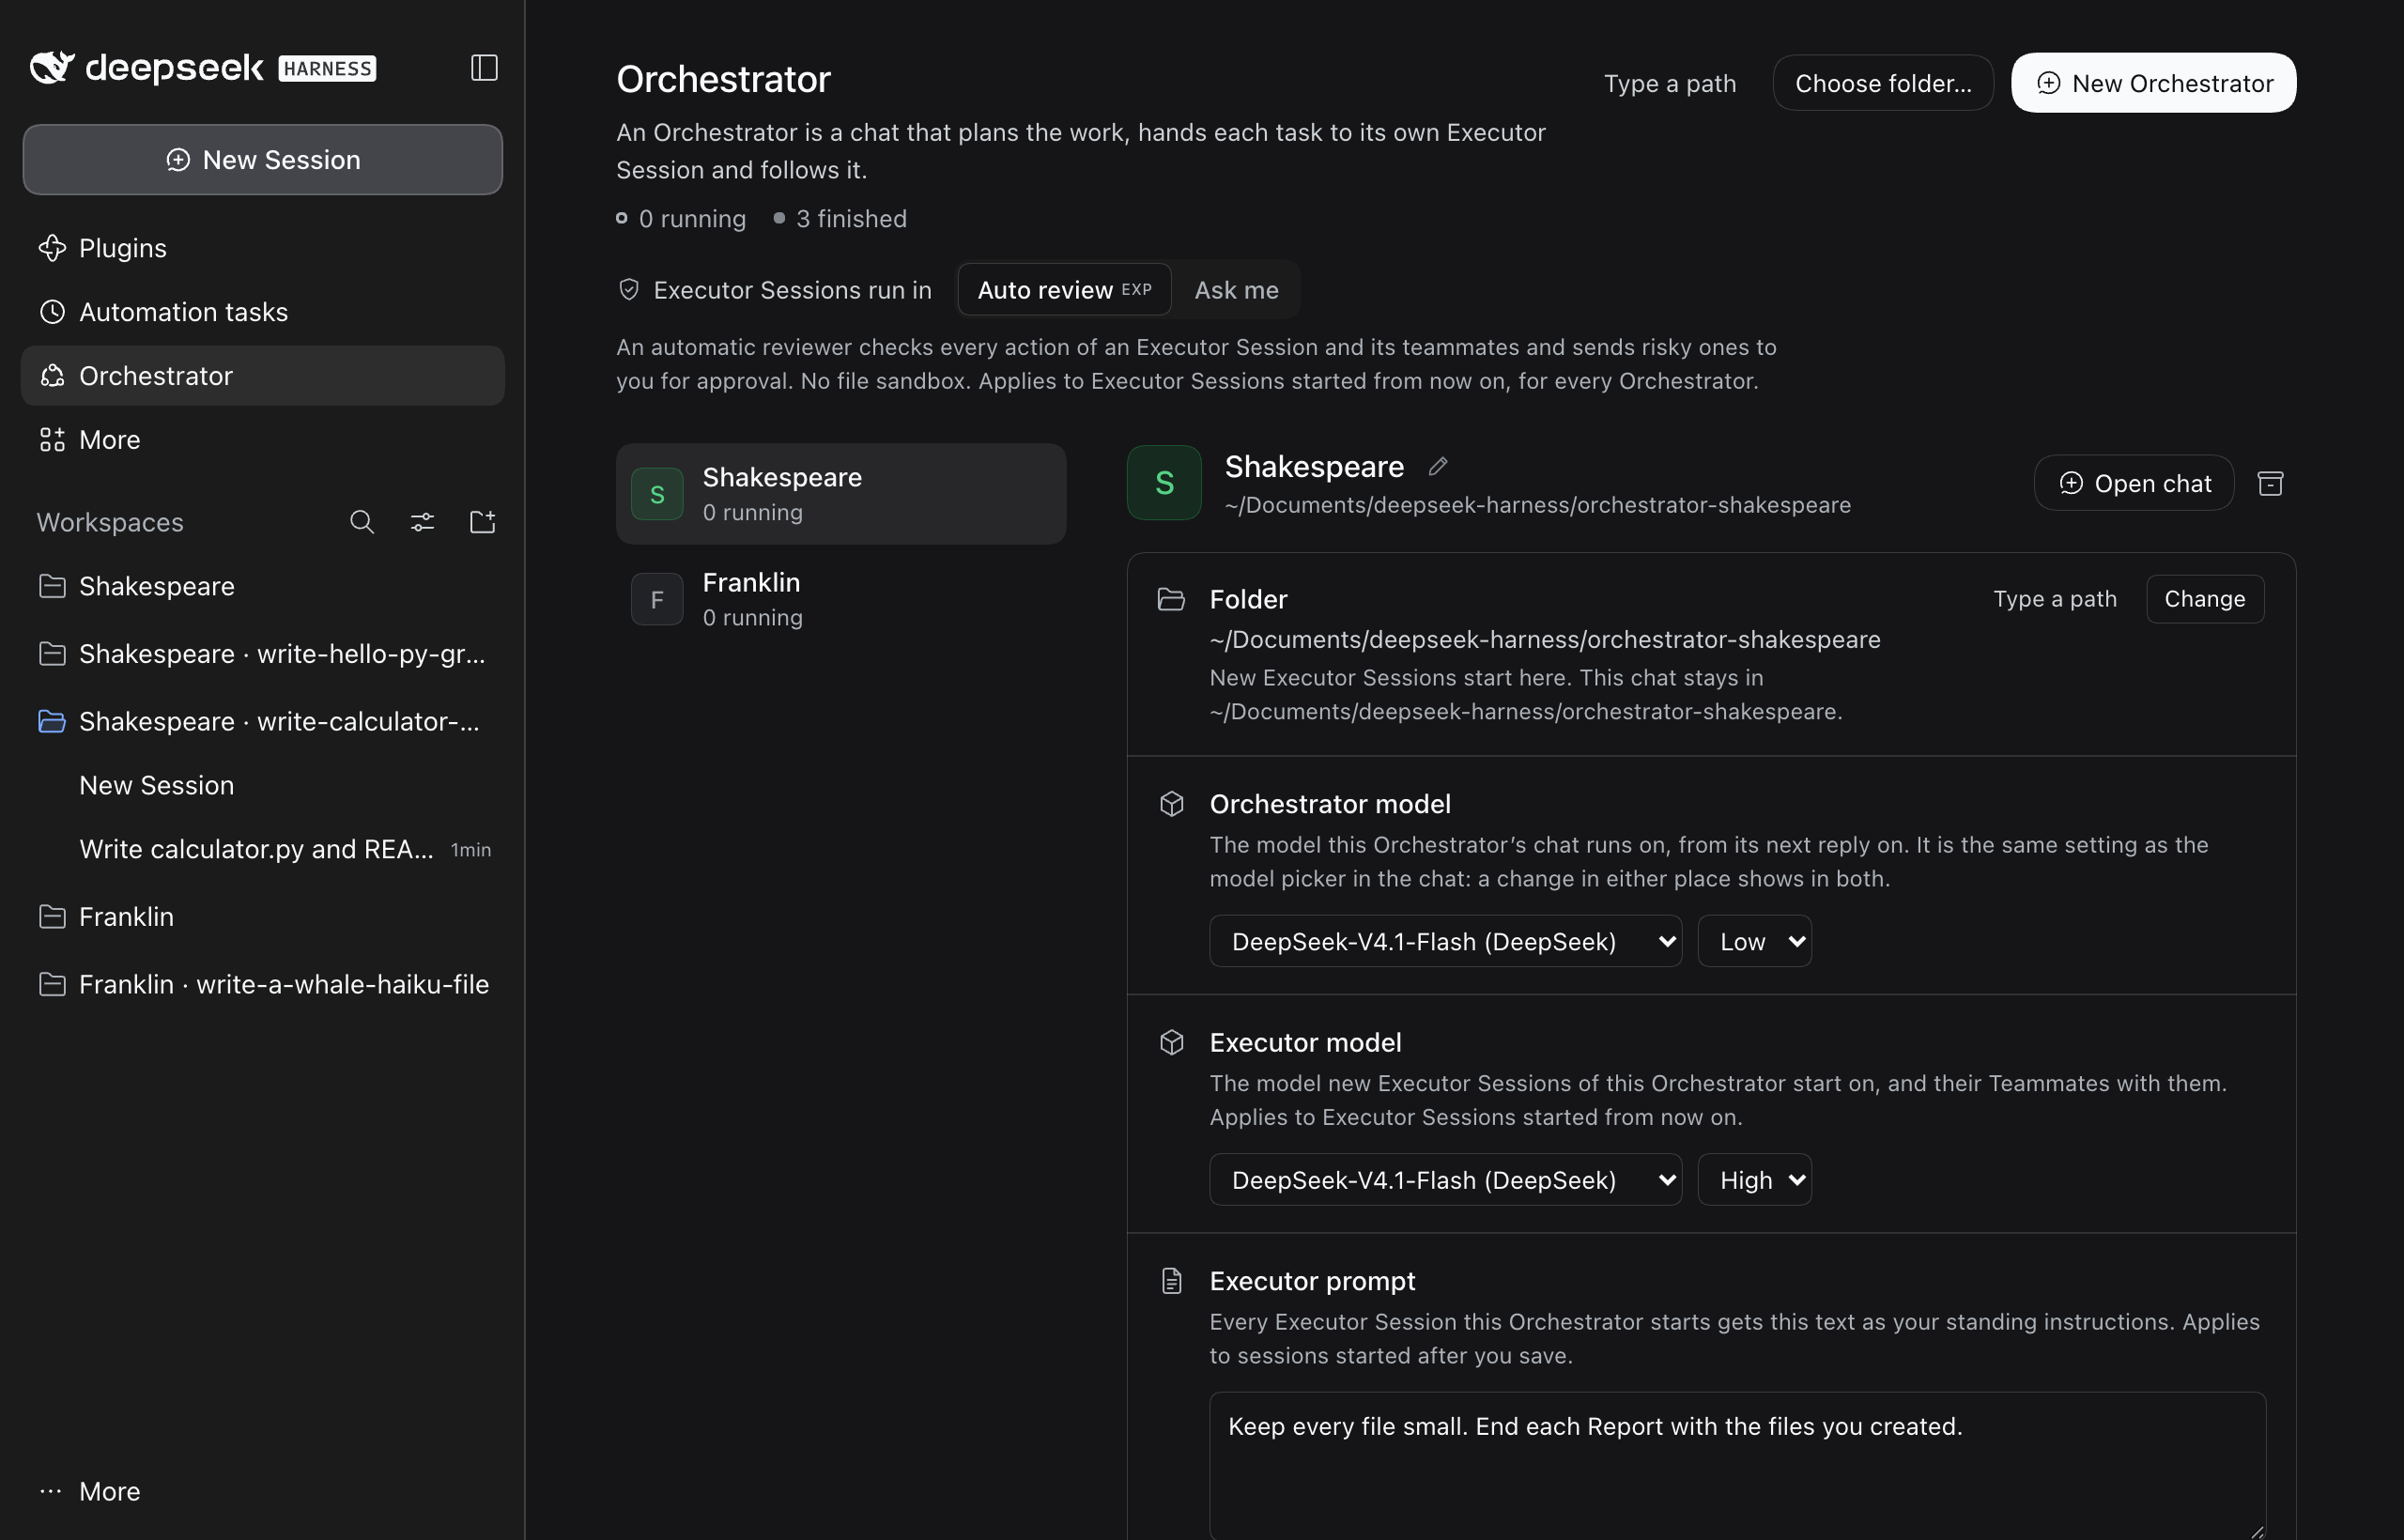 deepseek HARNESS
New Session
Plugins
Automation tasks
Orchestrator
More
Workspaces
Shakespeare
Shakespeare · write-hello-py-gr...
Shakespeare · write-calculator-...
New Session
Write calculator.py and REA... 1min
Franklin
Franklin · write-a-whale-haiku-file
More
Orchestrator
Type a path
Choose folder...
New Orchestrator
An Orchestrator is a chat that plans the work, hands each task to its own Executor
Session and follows it.
0 running 3 finished
Executor Sessions run in Auto review EXP Ask me
An automatic reviewer checks every action of an Executor Session and its teammates and sends risky ones to
you for approval. No file sandbox. Applies to Executor Sessions started from now on, for every Orchestrator.
S Shakespeare
0 running
F Franklin
0 running
S Shakespeare
~/Documents/deepseek-harness/orchestrator-shakespeare
Open chat
Folder
Type a path
Change
~/Documents/deepseek-harness/orchestrator-shakespeare
New Executor Sessions start here. This chat stays in
~/Documents/deepseek-harness/orchestrator-shakespeare.
Orchestrator model
The model this Orchestrator’s chat runs on, from its next reply on. It is the same setting as the
model picker in the chat: a change in either place shows in both.
DeepSeek-V4.1-Flash (DeepSeek) Low
Executor model
The model new Executor Sessions of this Orchestrator start on, and their Teammates with them.
Applies to Executor Sessions started from now on.
DeepSeek-V4.1-Flash (DeepSeek) High
Executor prompt
Every Executor Session this Orchestrator starts gets this text as your standing instructions. Applies
to sessions started after you save.
Keep every file small. End each Report with the files you created.